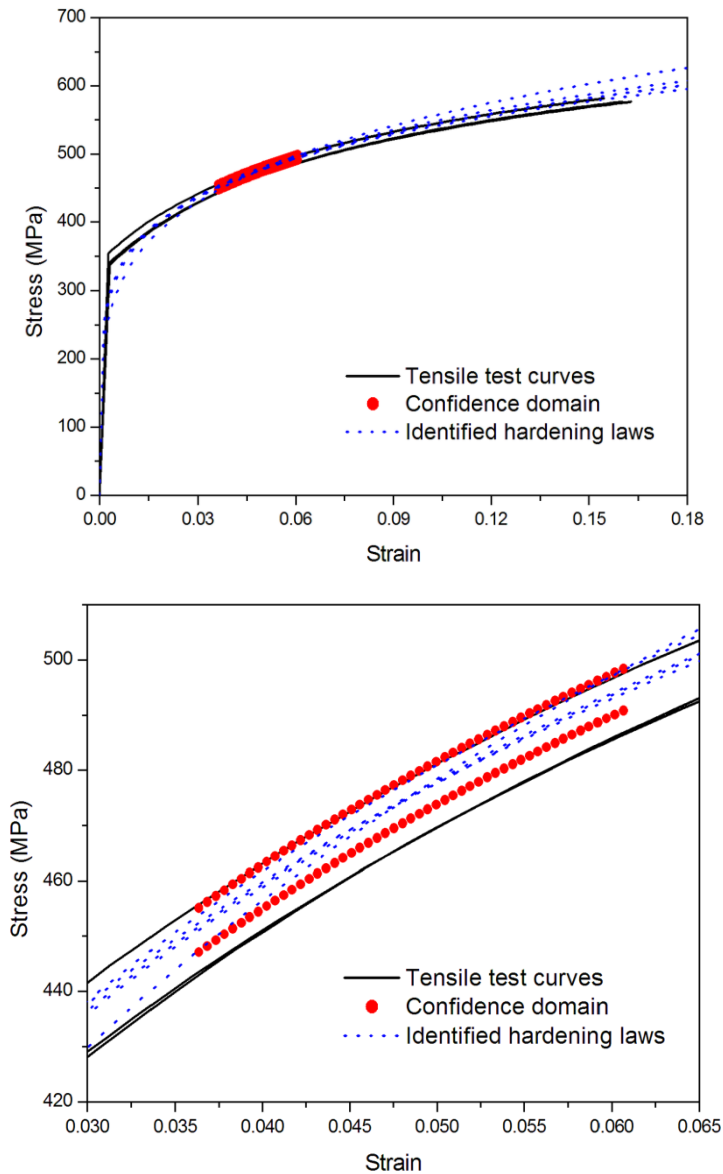 700
600
500
400
300
200
100
0
Stress (MPa)
Tensile test curves
Confidence domain
Identified hardening laws
0.00 0.03 0.06 0.09 0.12 0.15 0.18
Strain
500
480
460
440
420
Stress (MPa)
Tensile test curves
Confidence domain
Identified hardening laws
0.030 0.035 0.040 0.045 0.050 0.055 0.060 0.065
Strain